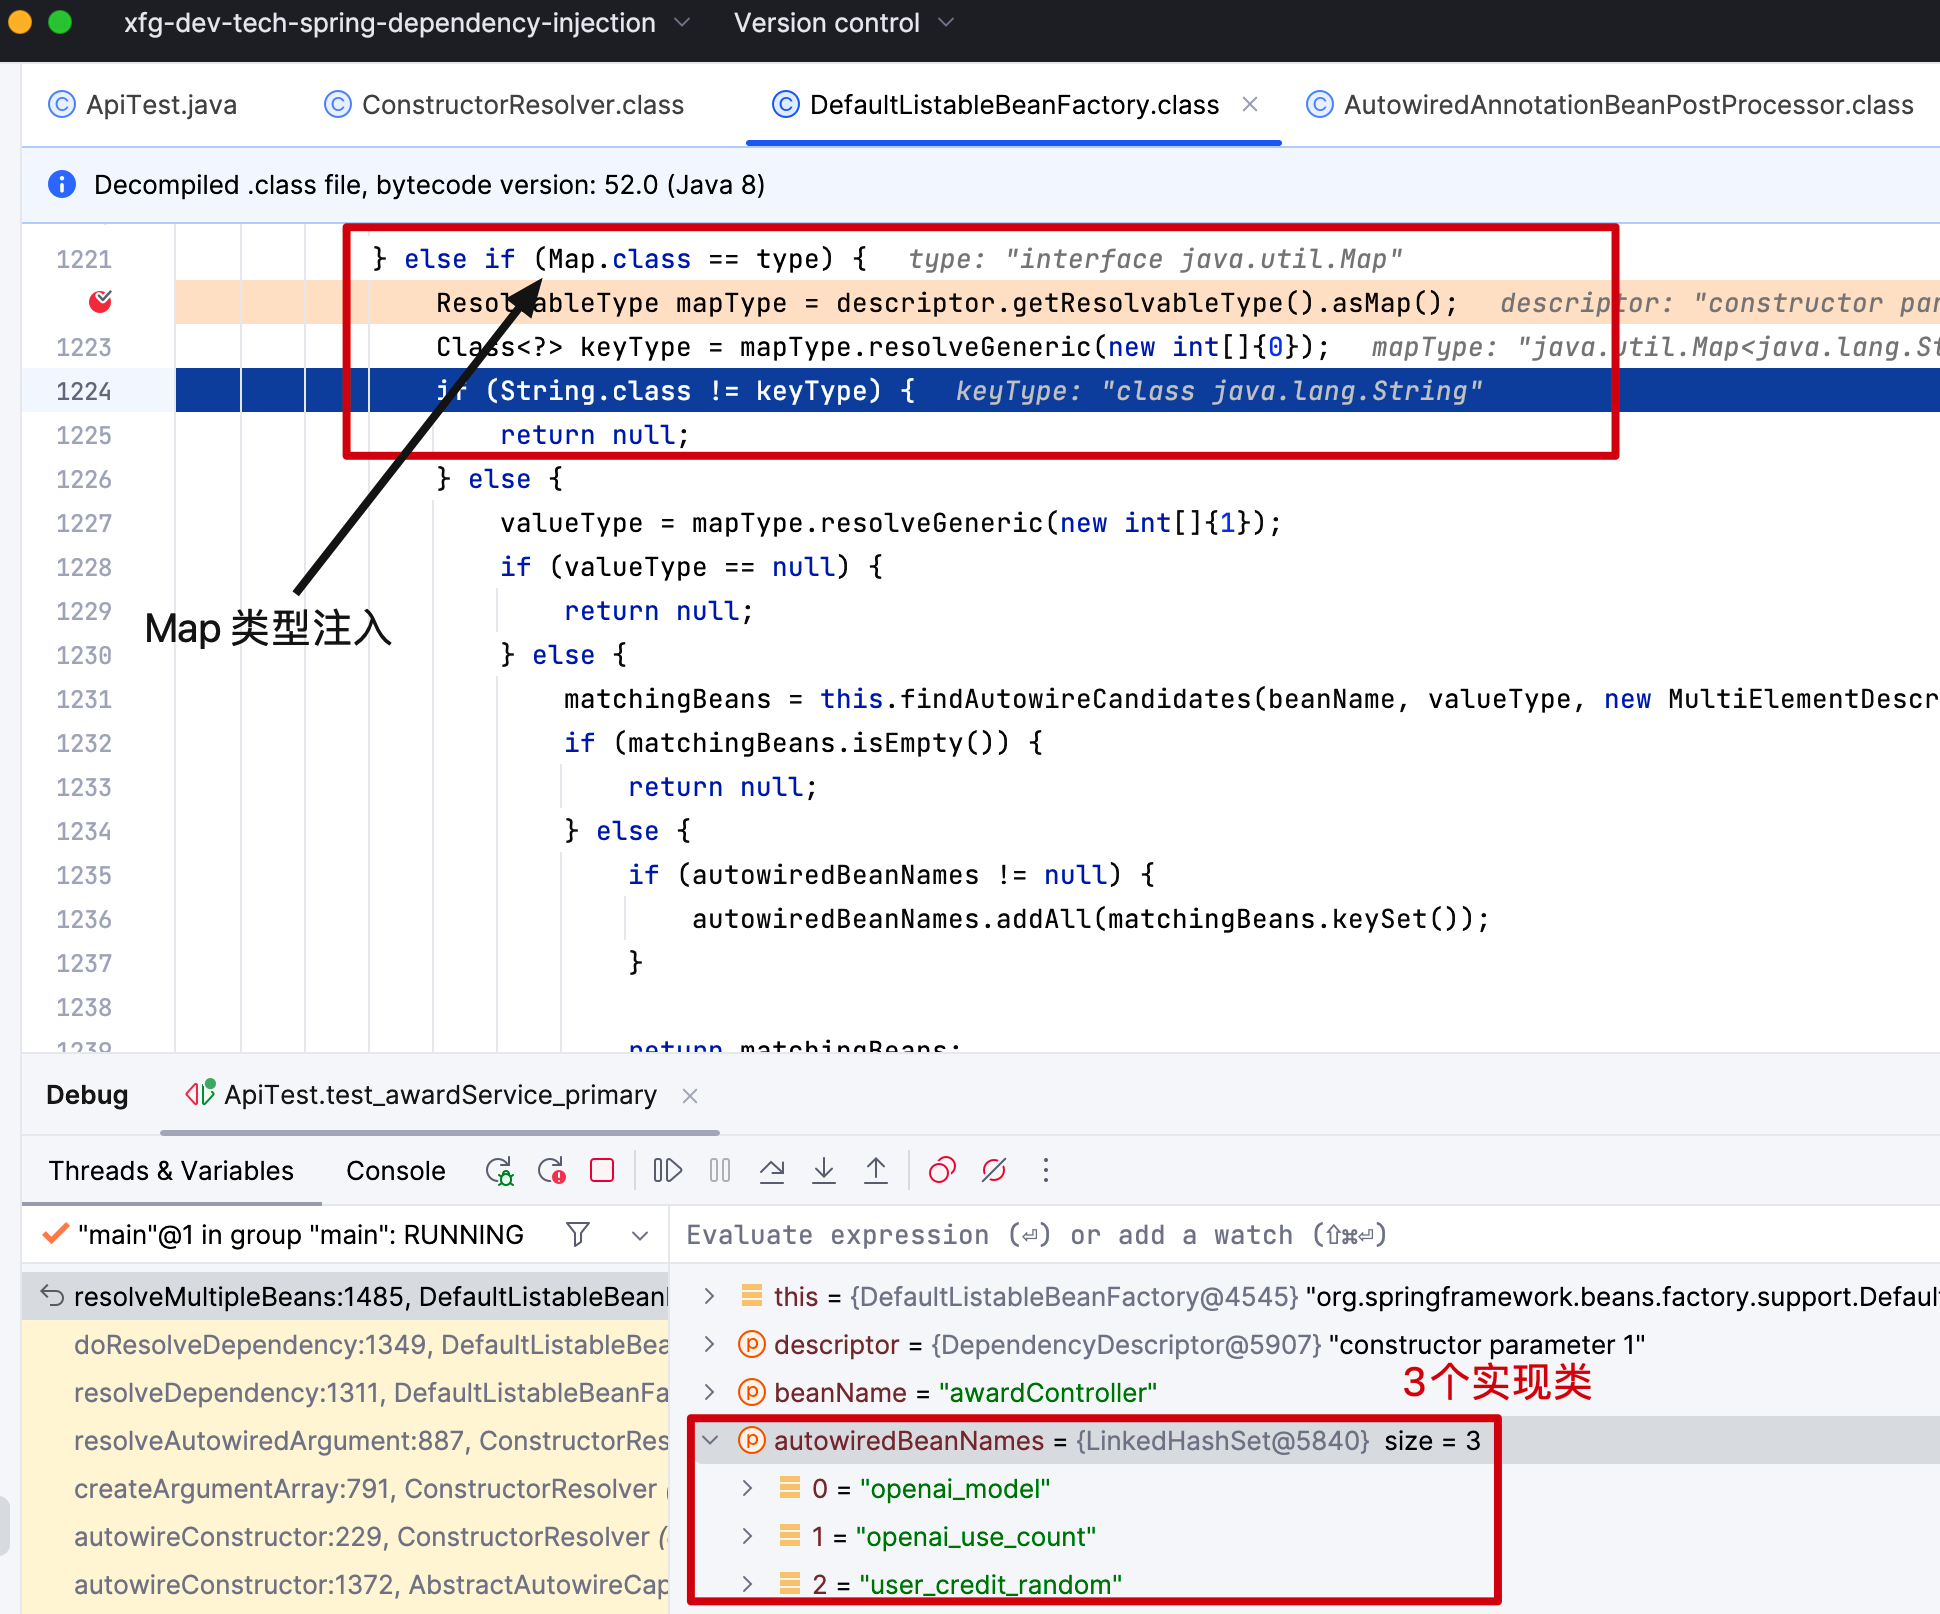 xfg-dev-tech-spring-dependency-injection Version control
ApiTest.java ConstructorResolver.class DefaultListableBeanFactory.class AutowiredAnnotationBeanPostProcessor.class
Decompiled .class file, bytecode version: 52.0 (Java 8)
1221 } else if (Map.class == type) { type: "interface java.util.Map"
ResolvableType mapType = descriptor.getResolvableType().asMap(); descriptor: "constructor par
1223 Class<?> keyType = mapType.resolveGeneric(new int[]{0}); mapType: "java.util.Map<java.lang.St
1224 if (String.class != keyType) { keyType: "class java.lang.String"
1225 return null;
1226 } else {
1227 valueType = mapType.resolveGeneric(new int[]{1});
1228 if (valueType == null) {
1229 return null;
Map 类型注入
1230 } else {
1231 matchingBeans = this.findAutowireCandidates(beanName, valueType, new MultiElementDescr
1232 if (matchingBeans.isEmpty()) {
1233 return null;
1234 } else {
1235 if (autowiredBeanNames != null) {
1236 autowiredBeanNames.addAll(matchingBeans.keySet());
1237 }
1238
1239 return matchingBeans;
Debug ApiTest.test_awardService_primary
Threads & Variables Console
"main"@1 in group "main": RUNNING
Evaluate expression (⏎) or add a watch (⇧⌘⏎)
resolveMultipleBeans:1485, DefaultListableBeanF
doResolveDependency:1349, DefaultListableBea
resolveDependency:1311, DefaultListableBeanFa
resolveAutowiredArgument:887, ConstructorRes
createArgumentArray:791, ConstructorResolver (
autowireConstructor:229, ConstructorResolver (
autowireConstructor:1372, AbstractAutowireCap
this = {DefaultListableBeanFactory@4545} "org.springframework.beans.factory.support.Default
descriptor = {DependencyDescriptor@5907} "constructor parameter 1"
beanName = "awardController"
3个实现类
autowiredBeanNames = {LinkedHashSet@5840} size = 3
0 = "openai_model"
1 = "openai_use_count"
2 = "user_credit_random"